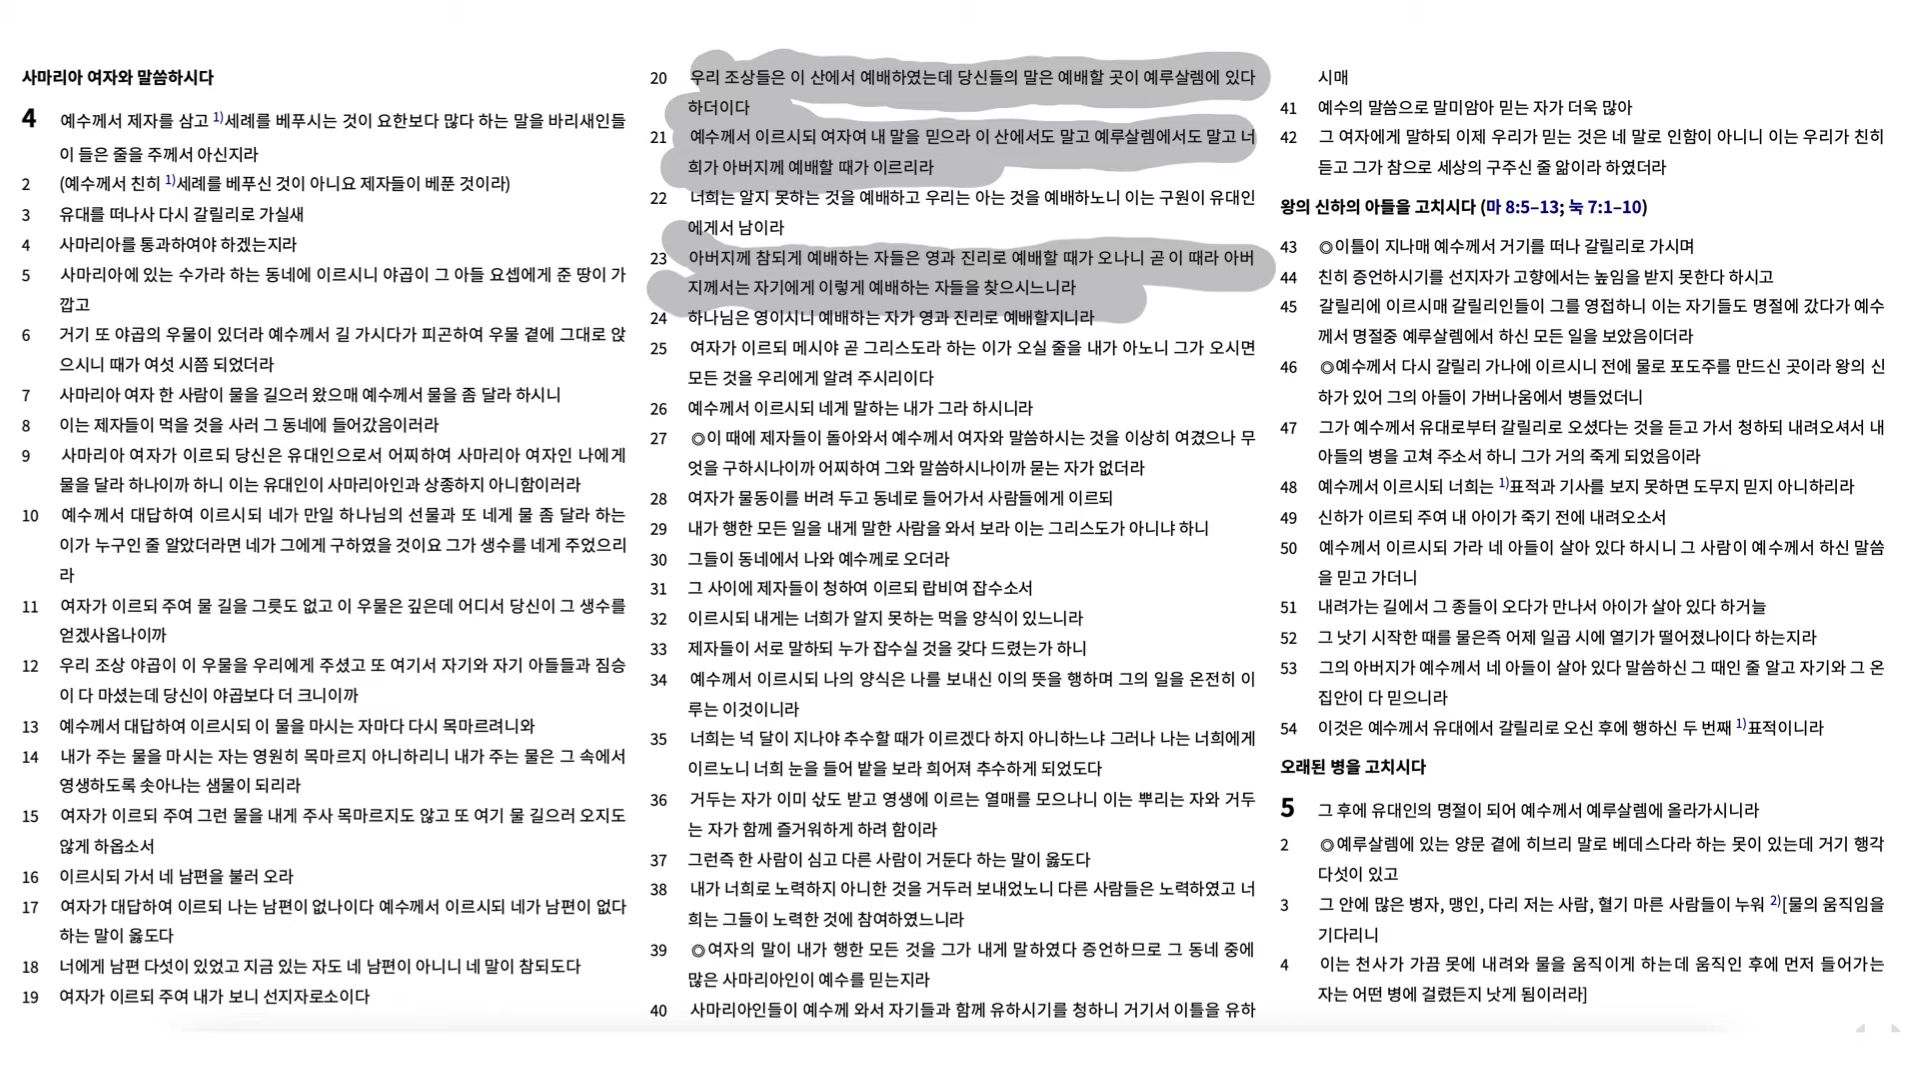 사마리아 여자와 말씀하시다
4 예수께서 제자를 삼고 1)세례를 베푸시는 것이 요한보다 많다 하는 말을 바리새인들
이 들은 줄을 주께서 아신지라
2 (예수께서 친히 1)세례를 베푸신 것이 아니요 제자들이 베푼 것이라)
3 유대를 떠나사 다시 갈릴리로 가실새
4 사마리아를 통과하여야 하겠는지라
5 사마리아에 있는 수가라 하는 동네에 이르시니 야곱이 그 아들 요셉에게 준 땅이 가
깝고
6 거기 또 야곱의 우물이 있더라 예수께서 길 가시다가 피곤하여 우물 곁에 그대로 앉
으시니 때가 여섯 시쯤 되었더라
7 사마리아 여자 한 사람이 물을 길으러 왔으매 예수께서 물을 좀 달라 하시니
8 이는 제자들이 먹을 것을 사러 그 동네에 들어갔음이러라
9 사마리아 여자가 이르되 당신은 유대인으로서 어찌하여 사마리아 여자인 나에게
물을 달라 하나이까 하니 이는 유대인이 사마리아인과 상종하지 아니함이러라
10 예수께서 대답하여 이르시되 네가 만일 하나님의 선물과 또 네게 물 좀 달라 하는
이가 누구인 줄 알았더라면 네가 그에게 구하였을 것이요 그가 생수를 네게 주었으리
라
11 여자가 이르되 주여 물 길을 그릇도 없고 이 우물은 깊은데 어디서 당신이 그 생수를
얻겠사옵나이까
12 우리 조상 야곱이 이 우물을 우리에게 주셨고 또 여기서 자기와 자기 아들들과 짐승
이 다 마셨는데 당신이 야곱보다 더 크니이까
13 예수께서 대답하여 이르시되 이 물을 마시는 자마다 다시 목마르려니와
14 내가 주는 물을 마시는 자는 영원히 목마르지 아니하리니 내가 주는 물은 그 속에서
영생하도록 솟아나는 샘물이 되리라
15 여자가 이르되 주여 그런 물을 내게 주사 목마르지도 않고 또 여기 물 길으러 오지도
않게 하옵소서
16 이르시되 가서 네 남편을 불러 오라
17 여자가 대답하여 이르되 나는 남편이 없나이다 예수께서 이르시되 네가 남편이 없다
하는 말이 옳도다
18 너에게 남편 다섯이 있었고 지금 있는 자도 네 남편이 아니니 네 말이 참되도다
19 여자가 이르되 주여 내가 보니 선지자로소이다
20 우리 조상들은 이 산에서 예배하였는데 당신들의 말은 예배할 곳이 예루살렘에 있다
하더이다
21 예수께서 이르시되 여자여 내 말을 믿으라 이 산에서도 말고 예루살렘에서도 말고 너
희가 아버지께 예배할 때가 이르리라
22 너희는 알지 못하는 것을 예배하고 우리는 아는 것을 예배하노니 이는 구원이 유대인
에게서 남이라
23 아버지께 참되게 예배하는 자들은 영과 진리로 예배할 때가 오나니 곧 이 때라 아버
지께서는 자기에게 이렇게 예배하는 자들을 찾으시느니라
24 하나님은 영이시니 예배하는 자가 영과 진리로 예배할지니라
25 여자가 이르되 메시야 곧 그리스도라 하는 이가 오실 줄을 내가 아노니 그가 오시면
모든 것을 우리에게 알려 주시리이다
26 예수께서 이르시되 네게 말하는 내가 그라 하시니라
27 ◎이 때에 제자들이 돌아와서 예수께서 여자와 말씀하시는 것을 이상히 여겼으나 무
엇을 구하시나이까 어찌하여 그와 말씀하시나이까 묻는 자가 없더라
28 여자가 물동이를 버려 두고 동네로 들어가서 사람들에게 이르되
29 내가 행한 모든 일을 내게 말한 사람을 와서 보라 이는 그리스도가 아니냐 하니
30 그들이 동네에서 나와 예수께로 오더라
31 그 사이에 제자들이 청하여 이르되 랍비여 잡수소서
32 이르시되 내게는 너희가 알지 못하는 먹을 양식이 있느니라
33 제자들이 서로 말하되 누가 잡수실 것을 갖다 드렸는가 하니
34 예수께서 이르시되 나의 양식은 나를 보내신 이의 뜻을 행하며 그의 일을 온전히 이
루는 이것이니라
35 너희는 넉 달이 지나야 추수할 때가 이르겠다 하지 아니하느냐 그러나 나는 너희에게
이르노니 너희 눈을 들어 밭을 보라 희어져 추수하게 되었도다
36 거두는 자가 이미 삯도 받고 영생에 이르는 열매를 모으나니 이는 뿌리는 자와 거두
는 자가 함께 즐거워하게 하려 함이라
37 그런즉 한 사람이 심고 다른 사람이 거둔다 하는 말이 옳도다
38 내가 너희로 노력하지 아니한 것을 거두러 보내었노니 다른 사람들은 노력하였고 너
희는 그들이 노력한 것에 참여하였느니라
39 ◎여자의 말이 내가 행한 모든 것을 그가 내게 말하였다 증언하므로 그 동네 중에
많은 사마리아인이 예수를 믿는지라
40 사마리아인들이 예수께 와서 자기들과 함께 유하시기를 청하니 거기서 이틀을 유하
시매
41 예수의 말씀으로 말미암아 믿는 자가 더욱 많아
42 그 여자에게 말하되 이제 우리가 믿는 것은 네 말로 인함이 아니니 이는 우리가 친히
듣고 그가 참으로 세상의 구주신 줄 앎이라 하였더라
왕의 신하의 아들을 고치시다 (마 8:5–13; 눅 7:1–10)
43 ◎이틀이 지나매 예수께서 거기를 떠나 갈릴리로 가시며
44 친히 증언하시기를 선지자가 고향에서는 높임을 받지 못한다 하시고
45 갈릴리에 이르시매 갈릴리인들이 그를 영접하니 이는 자기들도 명절에 갔다가 예수
께서 명절중 예루살렘에서 하신 모든 일을 보았음이더라
46 ◎예수께서 다시 갈릴리 가나에 이르시니 전에 물로 포도주를 만드신 곳이라 왕의 신
하가 있어 그의 아들이 가버나움에서 병들었더니
47 그가 예수께서 유대로부터 갈릴리로 오셨다는 것을 듣고 가서 청하되 내려오셔서 내
아들의 병을 고쳐 주소서 하니 그가 거의 죽게 되었음이라
48 예수께서 이르시되 너희는 1)표적과 기사를 보지 못하면 도무지 믿지 아니하리라
49 신하가 이르되 주여 내 아이가 죽기 전에 내려오소서
50 예수께서 이르시되 가라 네 아들이 살아 있다 하시니 그 사람이 예수께서 하신 말씀
을 믿고 가더니
51 내려가는 길에서 그 종들이 오다가 만나서 아이가 살아 있다 하거늘
52 그 낫기 시작한 때를 물은즉 어제 일곱 시에 열기가 떨어졌나이다 하는지라
53 그의 아버지가 예수께서 네 아들이 살아 있다 말씀하신 그 때인 줄 알고 자기와 그 온
집안이 다 믿으니라
54 이것은 예수께서 유대에서 갈릴리로 오신 후에 행하신 두 번째 1)표적이니라
오래된 병을 고치시다
5 그 후에 유대인의 명절이 되어 예수께서 예루살렘에 올라가시니라
2 ◎예루살렘에 있는 양문 곁에 히브리 말로 베데스다라 하는 못이 있는데 거기 행각
다섯이 있고
3 그 안에 많은 병자, 맹인, 다리 저는 사람, 혈기 마른 사람들이 누워 2)[물의 움직임을
기다리니
4 이는 천사가 가끔 못에 내려와 물을 움직이게 하는데 움직인 후에 먼저 들어가는
자는 어떤 병에 걸렸든지 낫게 됨이러라]